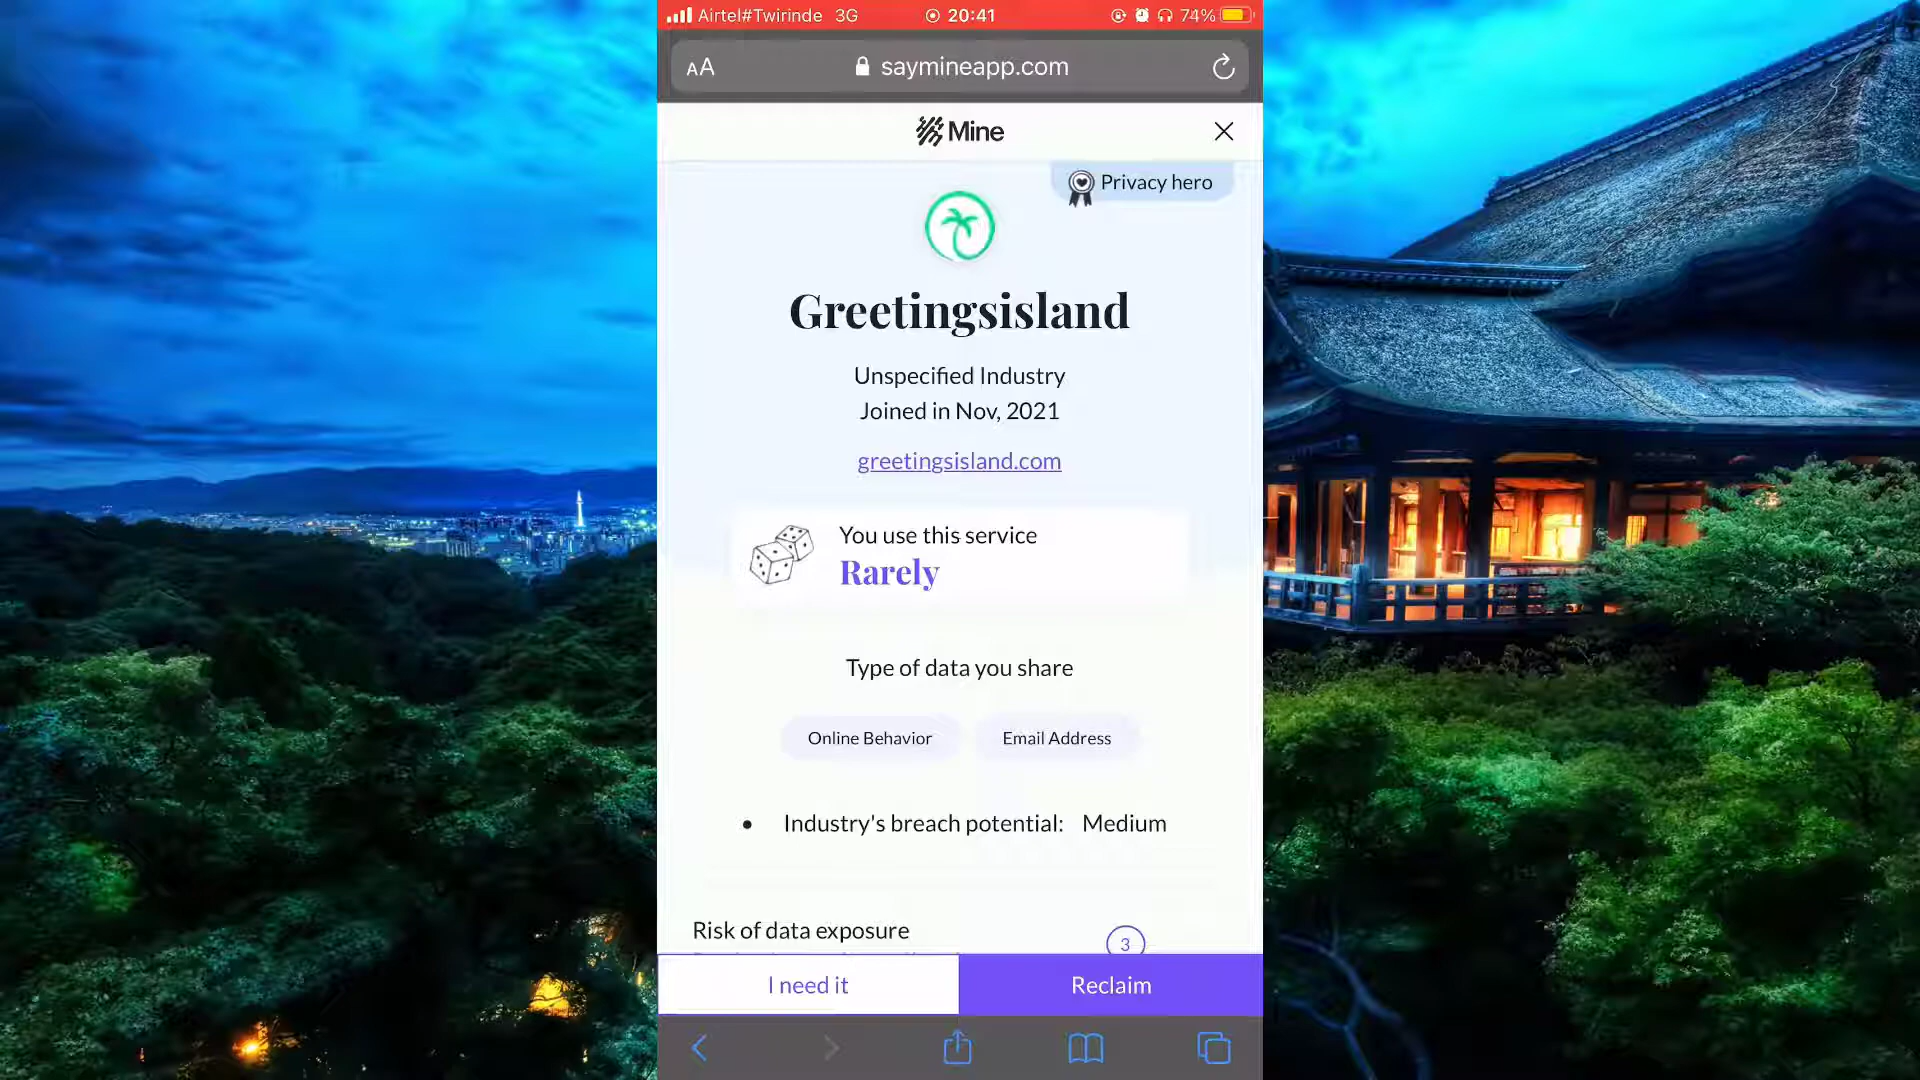 Airtel#Twirinde 3G 20:41 74%
AA saymineapp.com
Mine
Privacy hero
Greetingsisland
Unspecified Industry
Joined in Nov, 2021
greetingsisland.com
You use this service
Rarely
Type of data you share
Online Behavior Email Address
• Industry's breach potential: Medium
Risk of data exposure
3
I need it Reclaim